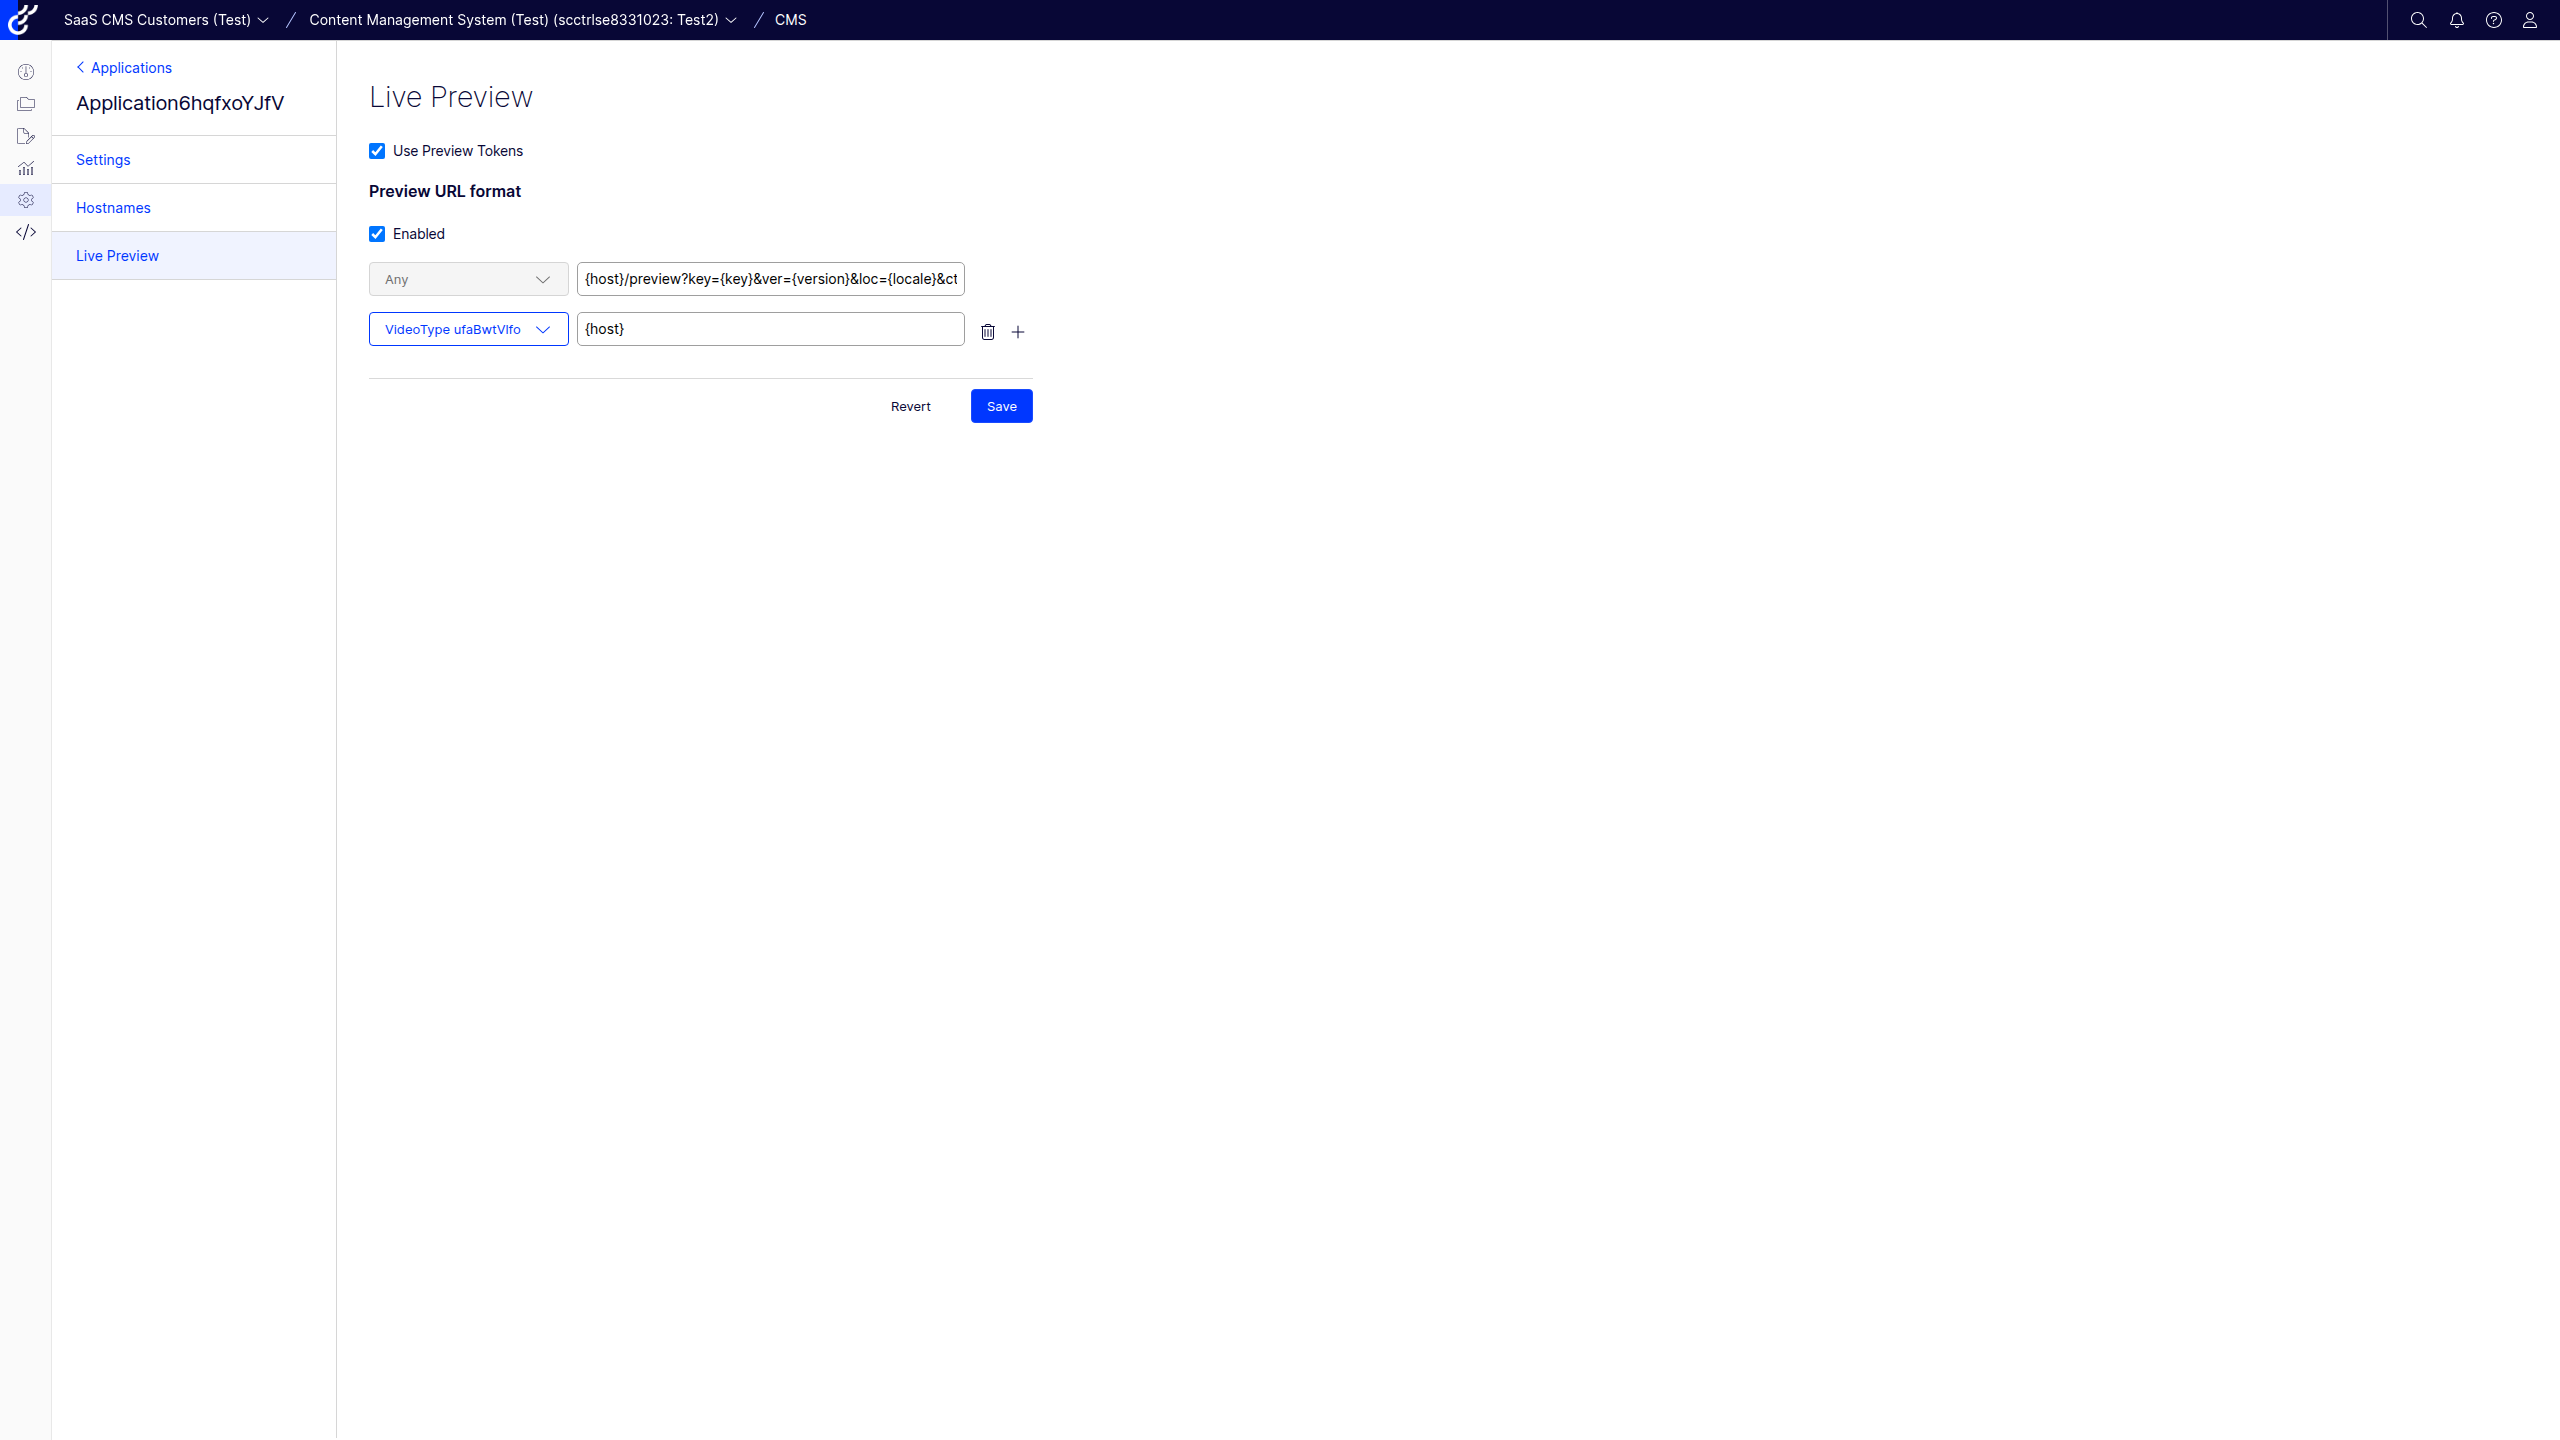 SaaS CMS Customers (Test) / Content Management System (Test) (scctrlse8331023: Test2) / CMS
Applications
Application6hqfxoYJfV
Settings
Hostnames
Live Preview
Live Preview
Use Preview Tokens
Preview URL format
Enabled
Any {host}/preview?key={key}&ver={version}&loc={locale}&ct
VideoType ufaBwtVlfo {host}
Revert Save